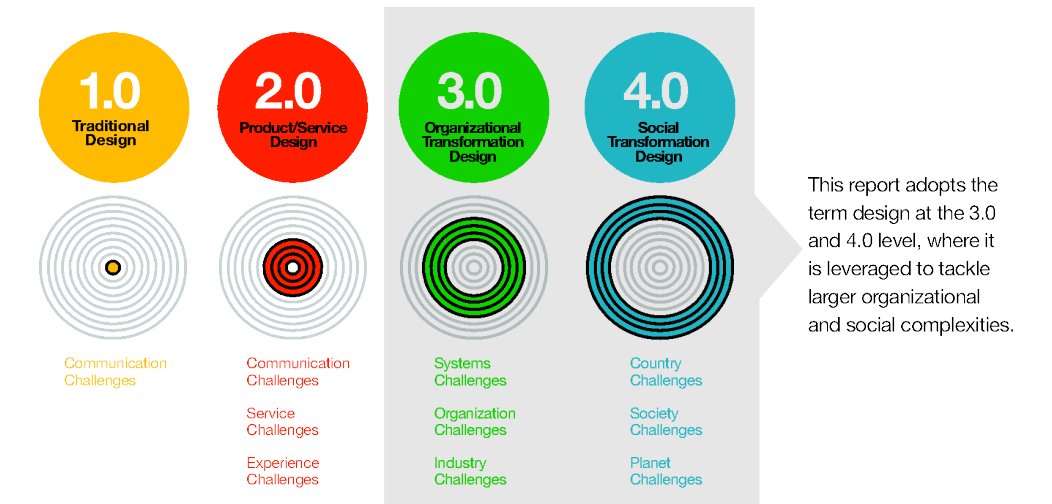 1.0
Traditional
Design
2.0
Product/Service
Design
3.0
Organizational
Transformation
Design
4.0
Social
Transformation
Design
Communication
Challenges
Communication
Challenges
Service
Challenges
Experience
Challenges
Systems
Challenges
Organization
Challenges
Industry
Challenges
Country
Challenges
Society
Challenges
Planet
Challenges
This report adopts the
term design at the 3.0
and 4.0 level, where it
is leveraged to tackle
larger organizational
and social complexities.